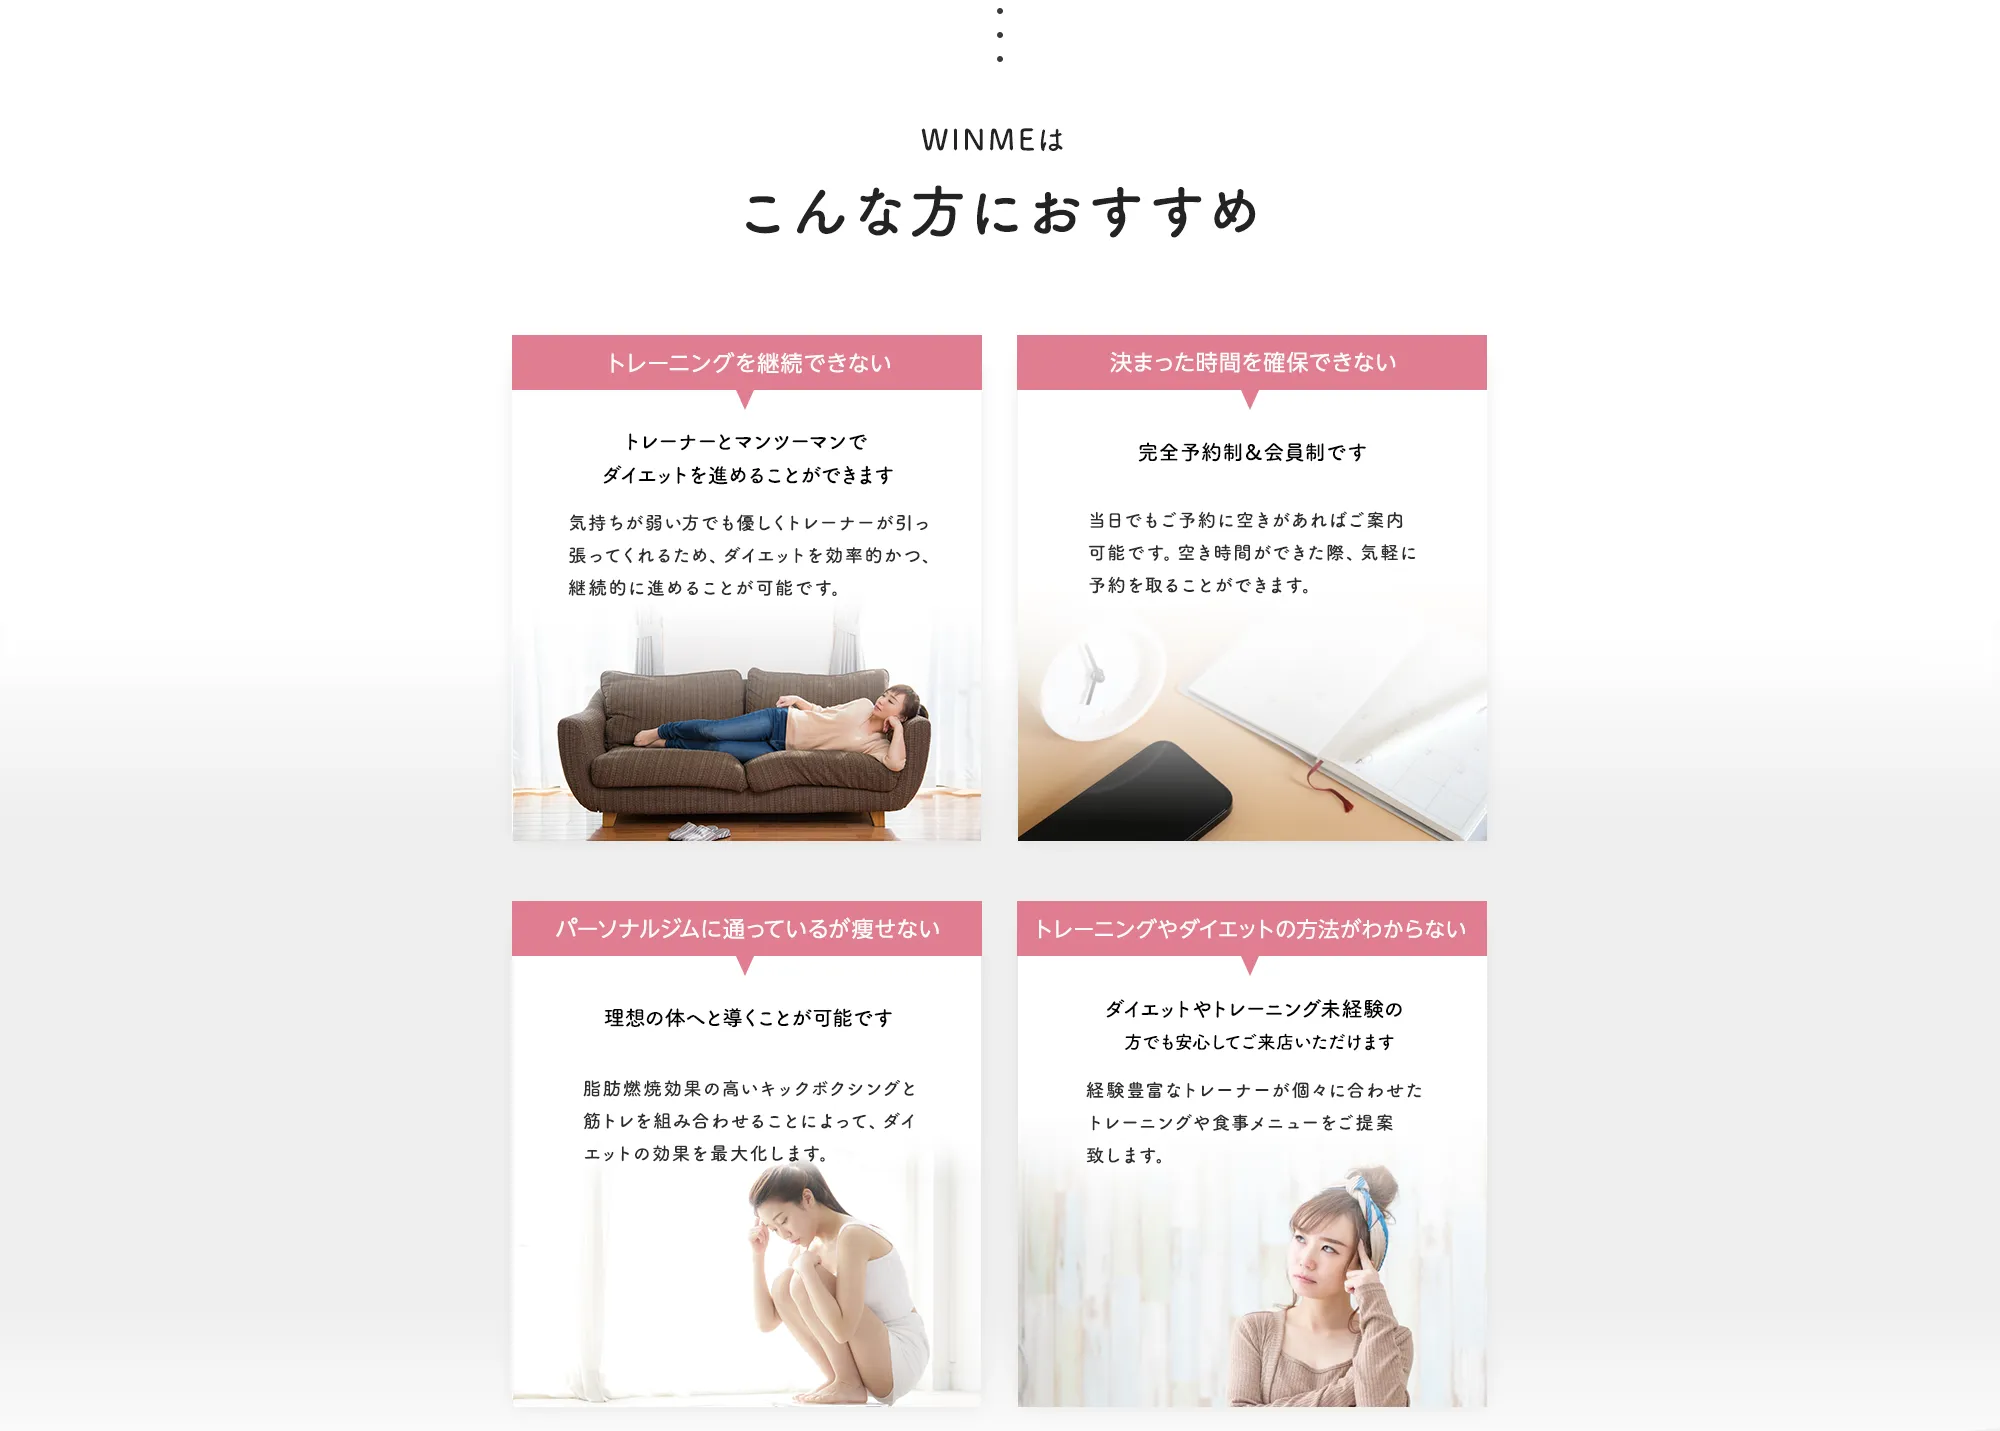 WINMEは
こんな方におすすめ
トレーニングを継続できない
トレーナーとマンツーマンで
ダイエットを進めることができます
気持ちが弱い方でも優しくトレーナーが引っ
張ってくれるため、ダイエットを効率的かつ、
継続的に進めることが可能です。
決まった時間を確保できない
完全予約制&会員制です
当日でもご予約に空きがあればご案内
可能です。空き時間ができた際、気軽に
予約を取ることができます。
パーソナルジムに通っているが痩せない
理想の体へと導くことが可能です
脂肪燃焼効果の高いキックボクシングと
筋トレを組み合わせることによって、ダイ
エットの効果を最大化します。
トレーニングやダイエットの方法がわからない
ダイエットやトレーニング未経験の
方でも安心してご来店いただけます
経験豊富なトレーナーが個々に合わせた
トレーニングや食事メニューをご提案
致します。